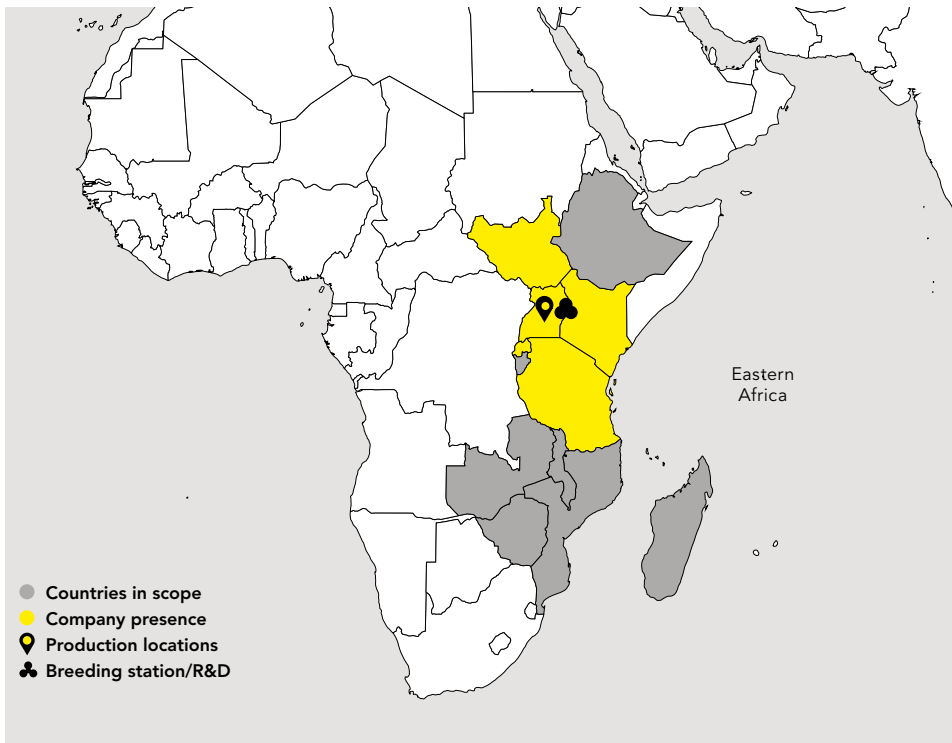 Eastern
Africa
Countries in scope
Company presence
Production locations
Breeding station/R&D